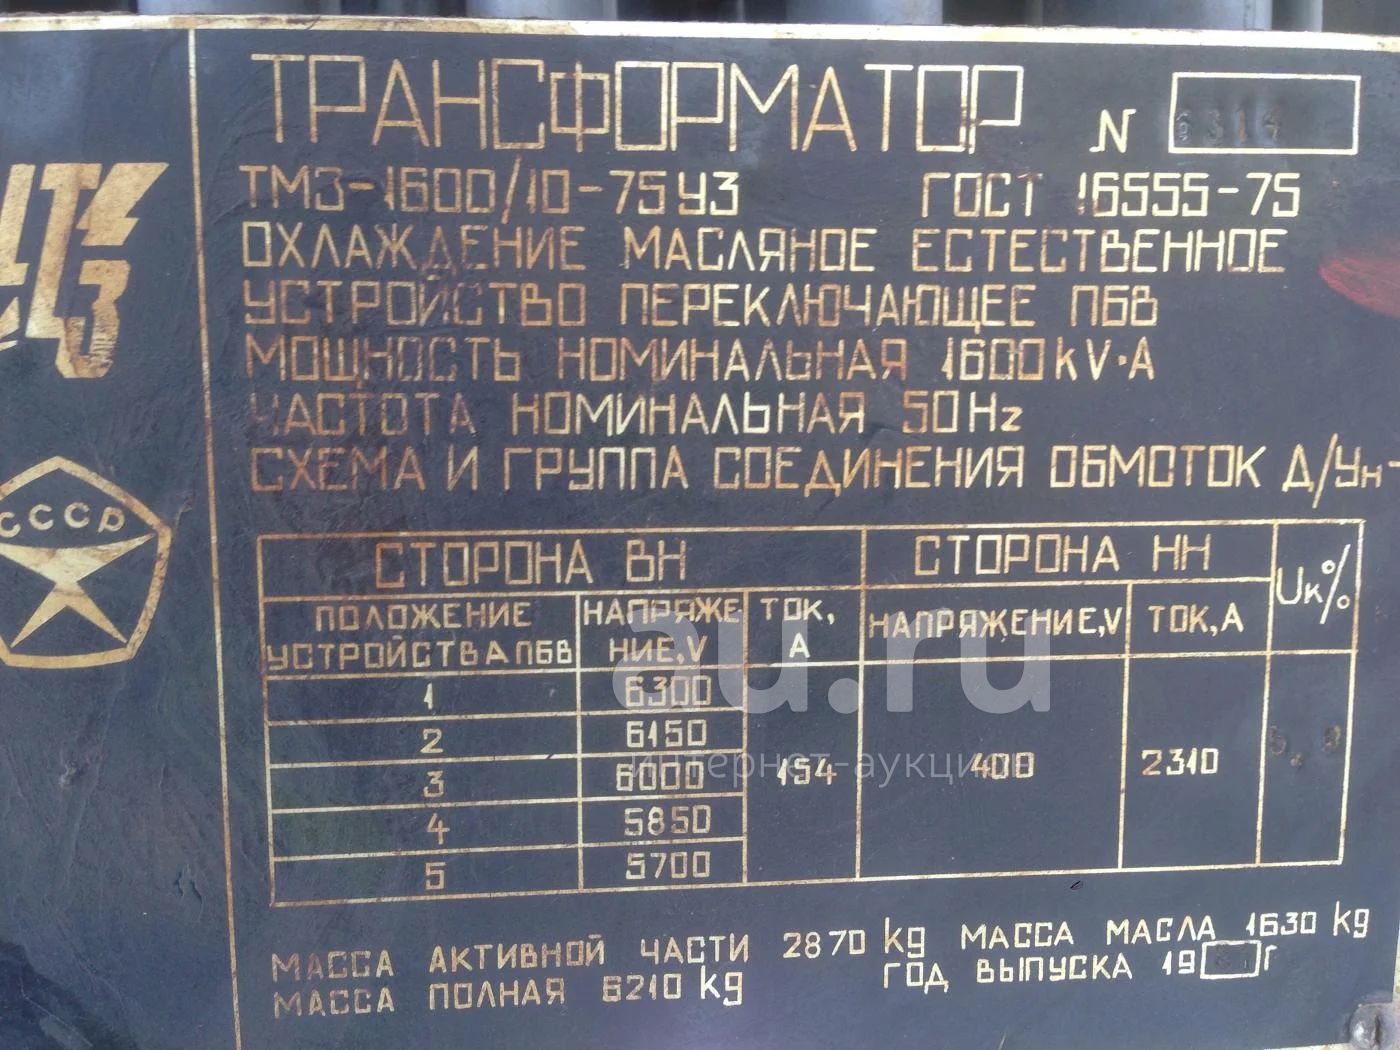 ТРАНСФОРМАТОР N 6314
ТМЗ-1600/10-75У3 ГОСТ 16555-75
ОХЛАЖДЕНИЕ МАСЛЯНОЕ ЕСТЕСТВЕННОЕ
УСТРОЙСТВО ПЕРЕКЛЮЧАЮЩЕЕ ПБВ
МОЩНОСТЬ НОМИНАЛЬНАЯ 1600 kV·A
ЧАСТОТА НОМИНАЛЬНАЯ 50 Hz
СХЕМА И ГРУППА СОЕДИНЕНИЯ ОБМОТОК Д/Ун-
СССР
СТОРОНА ВН СТОРОНА НН Uк%
ПОЛОЖЕНИЕ УСТРОЙСТВА ПБВ НАПРЯЖЕНИЕ, V ТОК, А НАПРЯЖЕНИЕ, V ТОК, А
1 6300
2 6150
3 6000 154 400 2310 5.9
4 5850
5 5700
МАССА АКТИВНОЙ ЧАСТИ 2870 kg МАССА МАСЛА 1630 kg
МАССА ПОЛНАЯ 6210 kg ГОД ВЫПУСКА 19 г
au.ru
интернет-аукцион